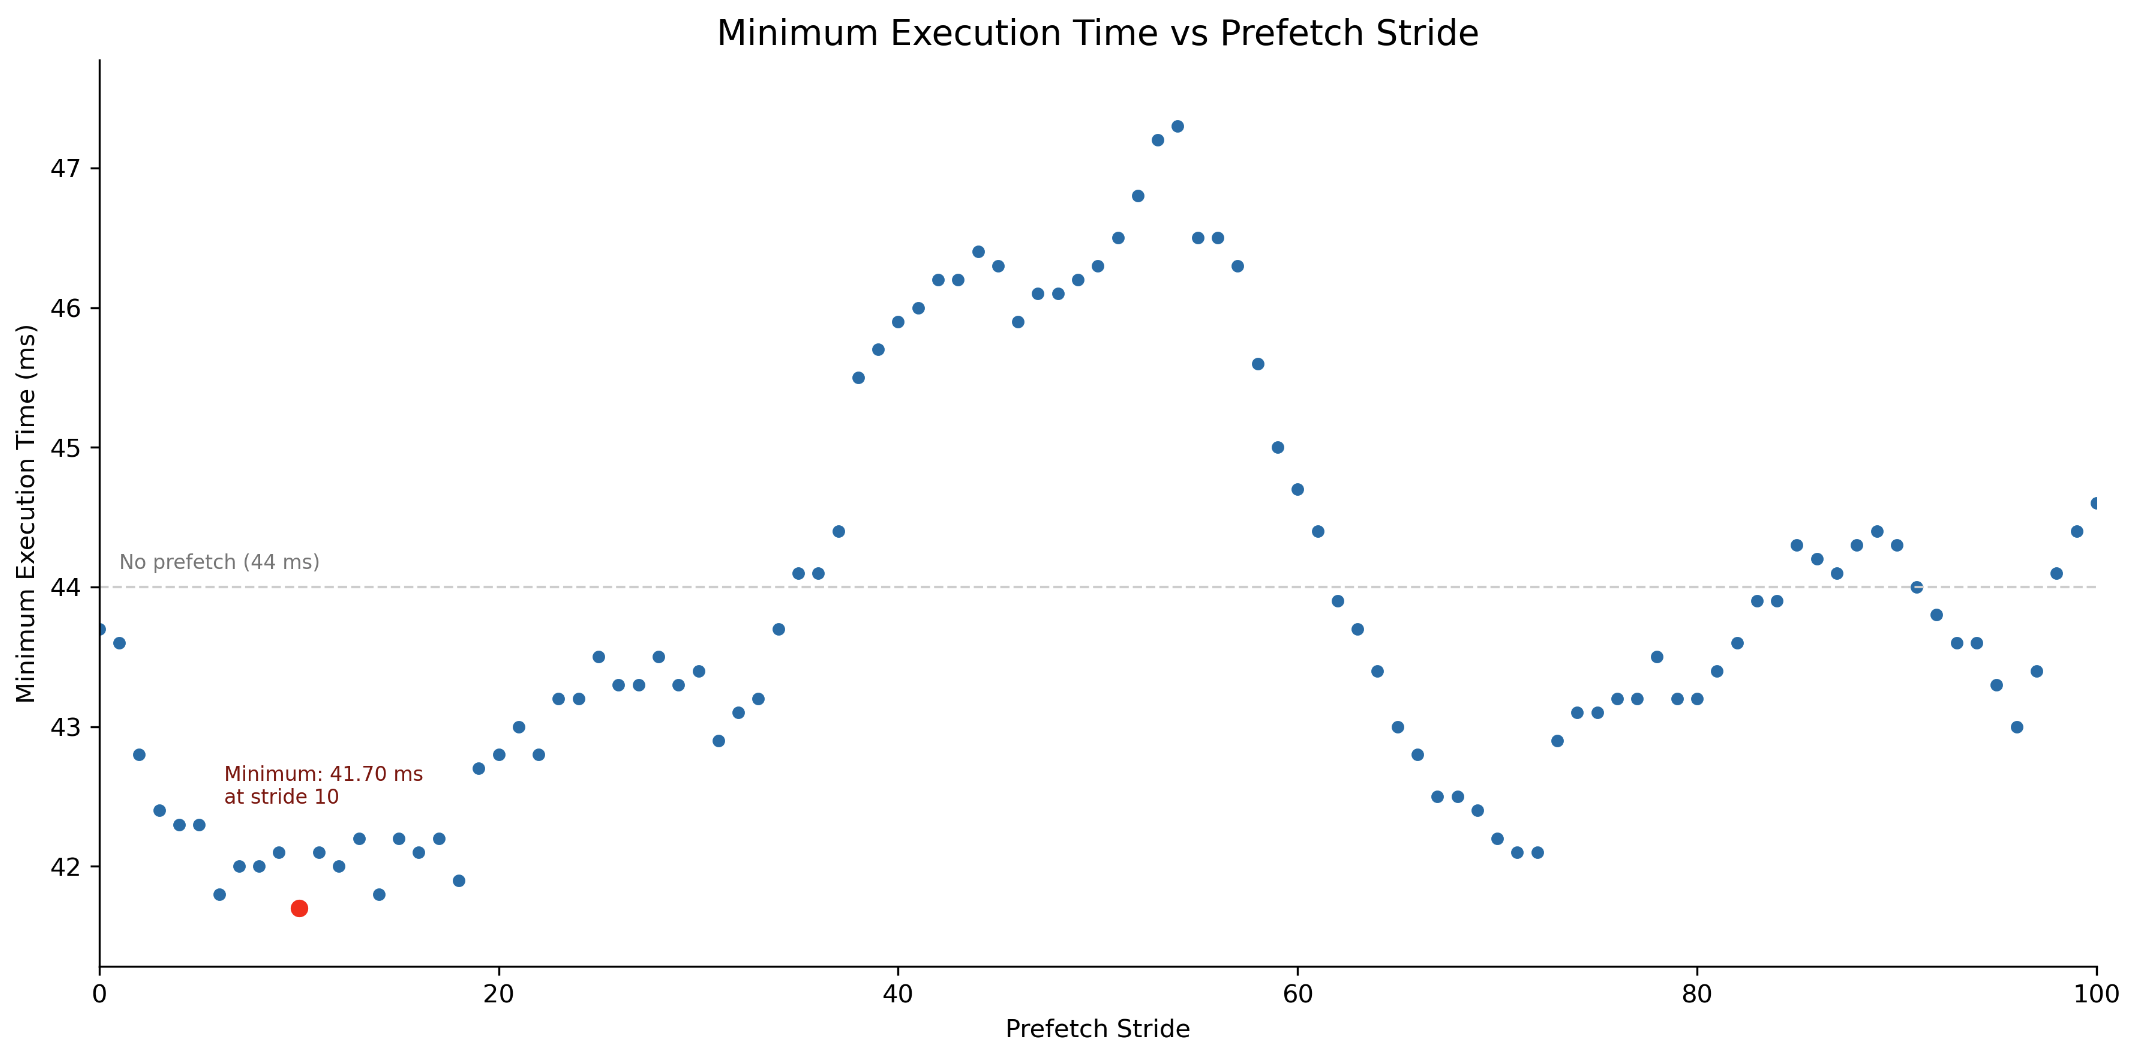 Minimum Execution Time vs Prefetch Stride
47
46
45
44
43
42
Minimum Execution Time (ms)
No prefetch (44 ms)
Minimum: 41.70 ms
at stride 10
0 20 40 60 80 100
Prefetch Stride